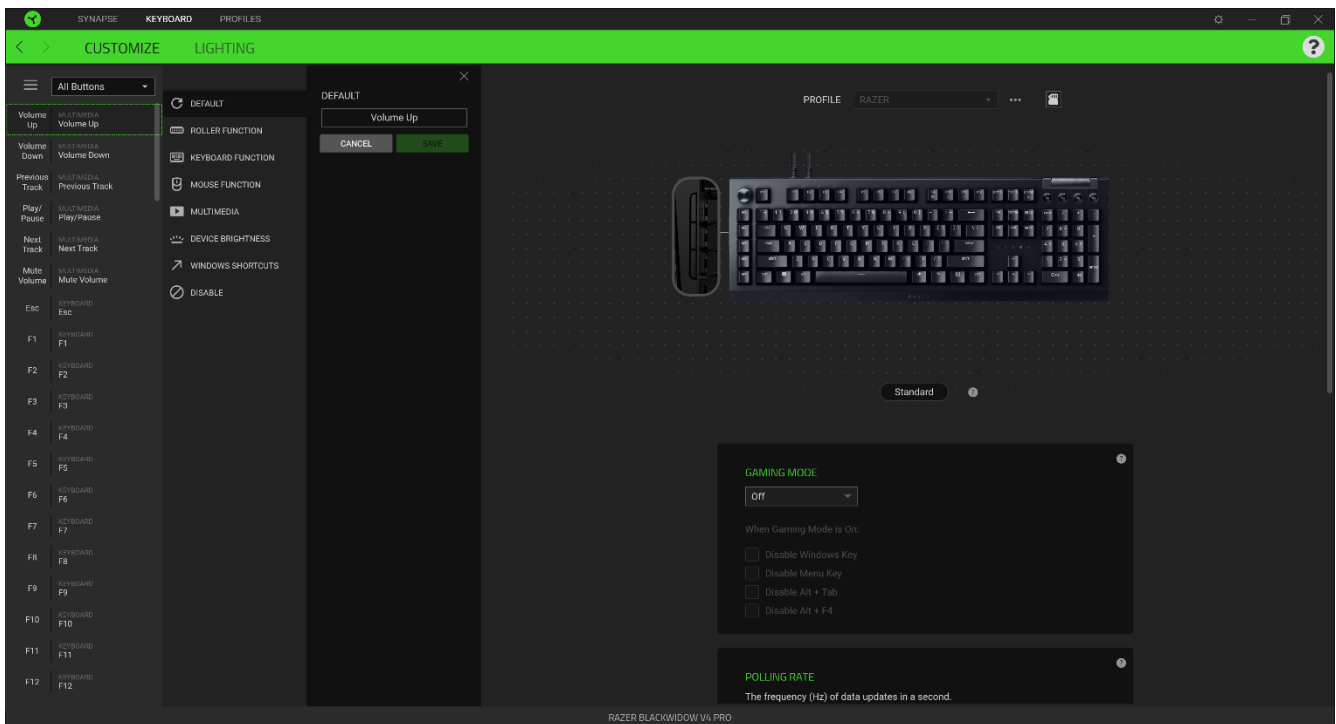 SYNAPSE KEYBOARD PROFILES
CUSTOMIZE LIGHTING
?
All Buttons
Volume Up MULTIMEDIA Volume Up
Volume Down MULTIMEDIA Volume Down
Previous Track MULTIMEDIA Previous Track
Play/ Pause MULTIMEDIA Play/Pause
Next Track MULTIMEDIA Next Track
Mute Volume MULTIMEDIA Mute Volume
Esc KEYBOARD Esc
F1 KEYBOARD F1
F2 KEYBOARD F2
F3 KEYBOARD F3
F4 KEYBOARD F4
F5 KEYBOARD F5
F6 KEYBOARD F6
F7 KEYBOARD F7
F8 KEYBOARD F8
F9 KEYBOARD F9
F10 KEYBOARD F10
F11 KEYBOARD F11
F12 KEYBOARD F12
DEFAULT
ROLLER FUNCTION
KEYBOARD FUNCTION
MOUSE FUNCTION
MULTIMEDIA
DEVICE BRIGHTNESS
WINDOWS SHORTCUTS
DISABLE
DEFAULT
Volume Up
CANCEL SAVE
PROFILE RAZER
Standard ?
GAMING MODE ?
Off
When Gaming Mode is On:
Disable Windows Key
Disable Menu Key
Disable Alt + Tab
Disable Alt + F4
POLLING RATE ?
The frequency (Hz) of data updates in a second.
RAZER BLACKWIDOW V4 PRO